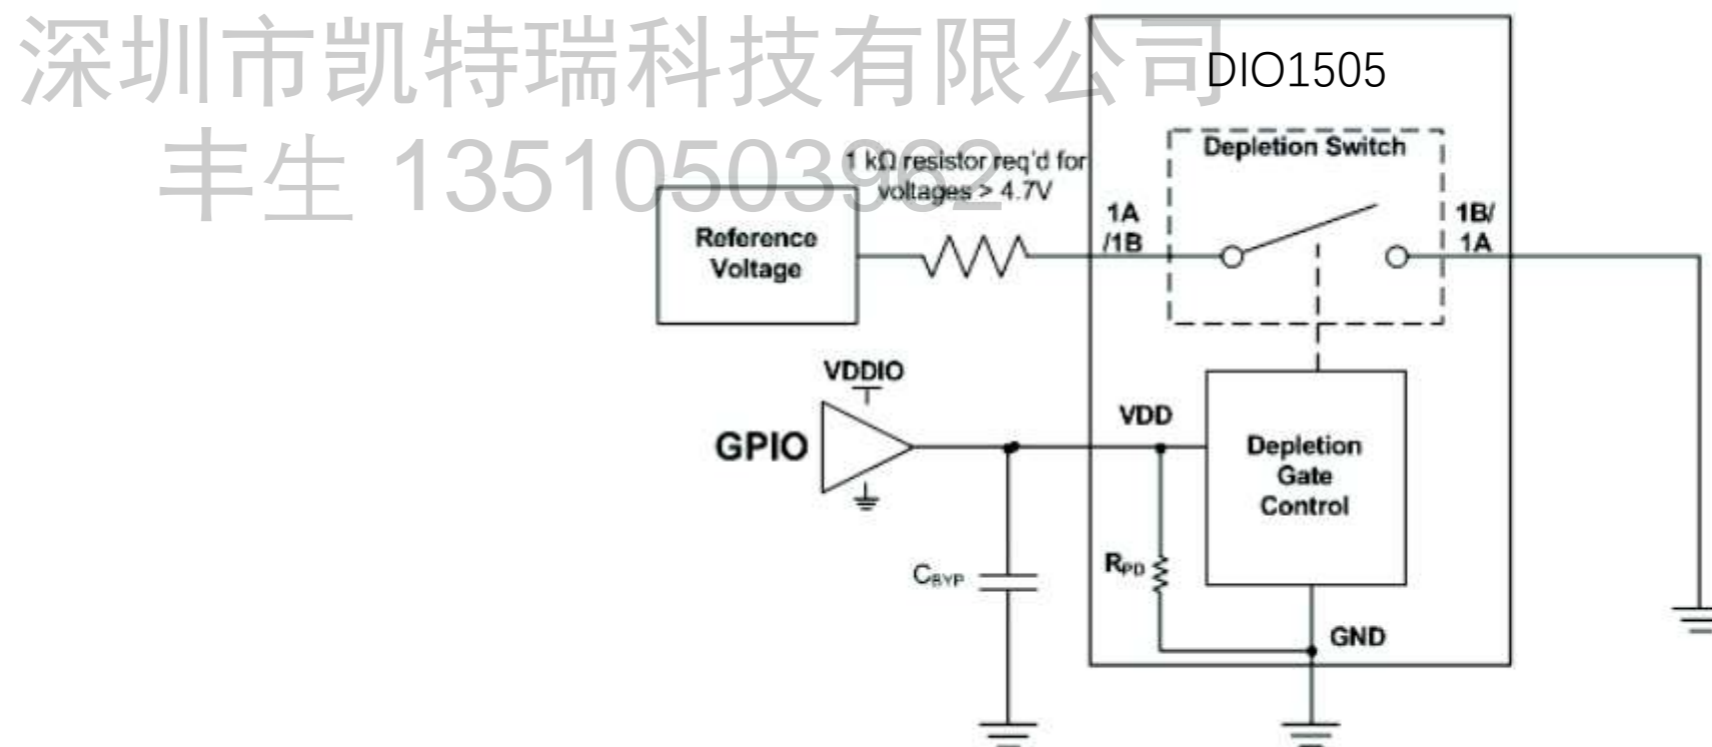 深圳市凯特瑞科技有限公司
丰生 13510503962
DIO1505
Depletion Switch
1 kΩ resistor req'd for
voltages > 4.7V
Reference
Voltage
1A
/1B
1B/
1A
VDDIO
GPIO
VDD
Depletion
Gate
Control
CBYP
RPD
GND